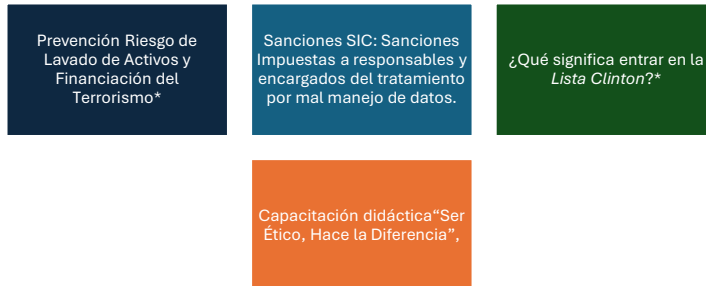 Prevención Riesgo de
Lavado de Activos y
Financiación del
Terrorismo*
Sanciones SIC: Sanciones
Impuestas a responsables y
encargados del tratamiento
por mal manejo de datos.
¿Qué significa entrar en la
Lista Clinton?*
Capacitación didáctica“Ser
Ético, Hace la Diferencia”,